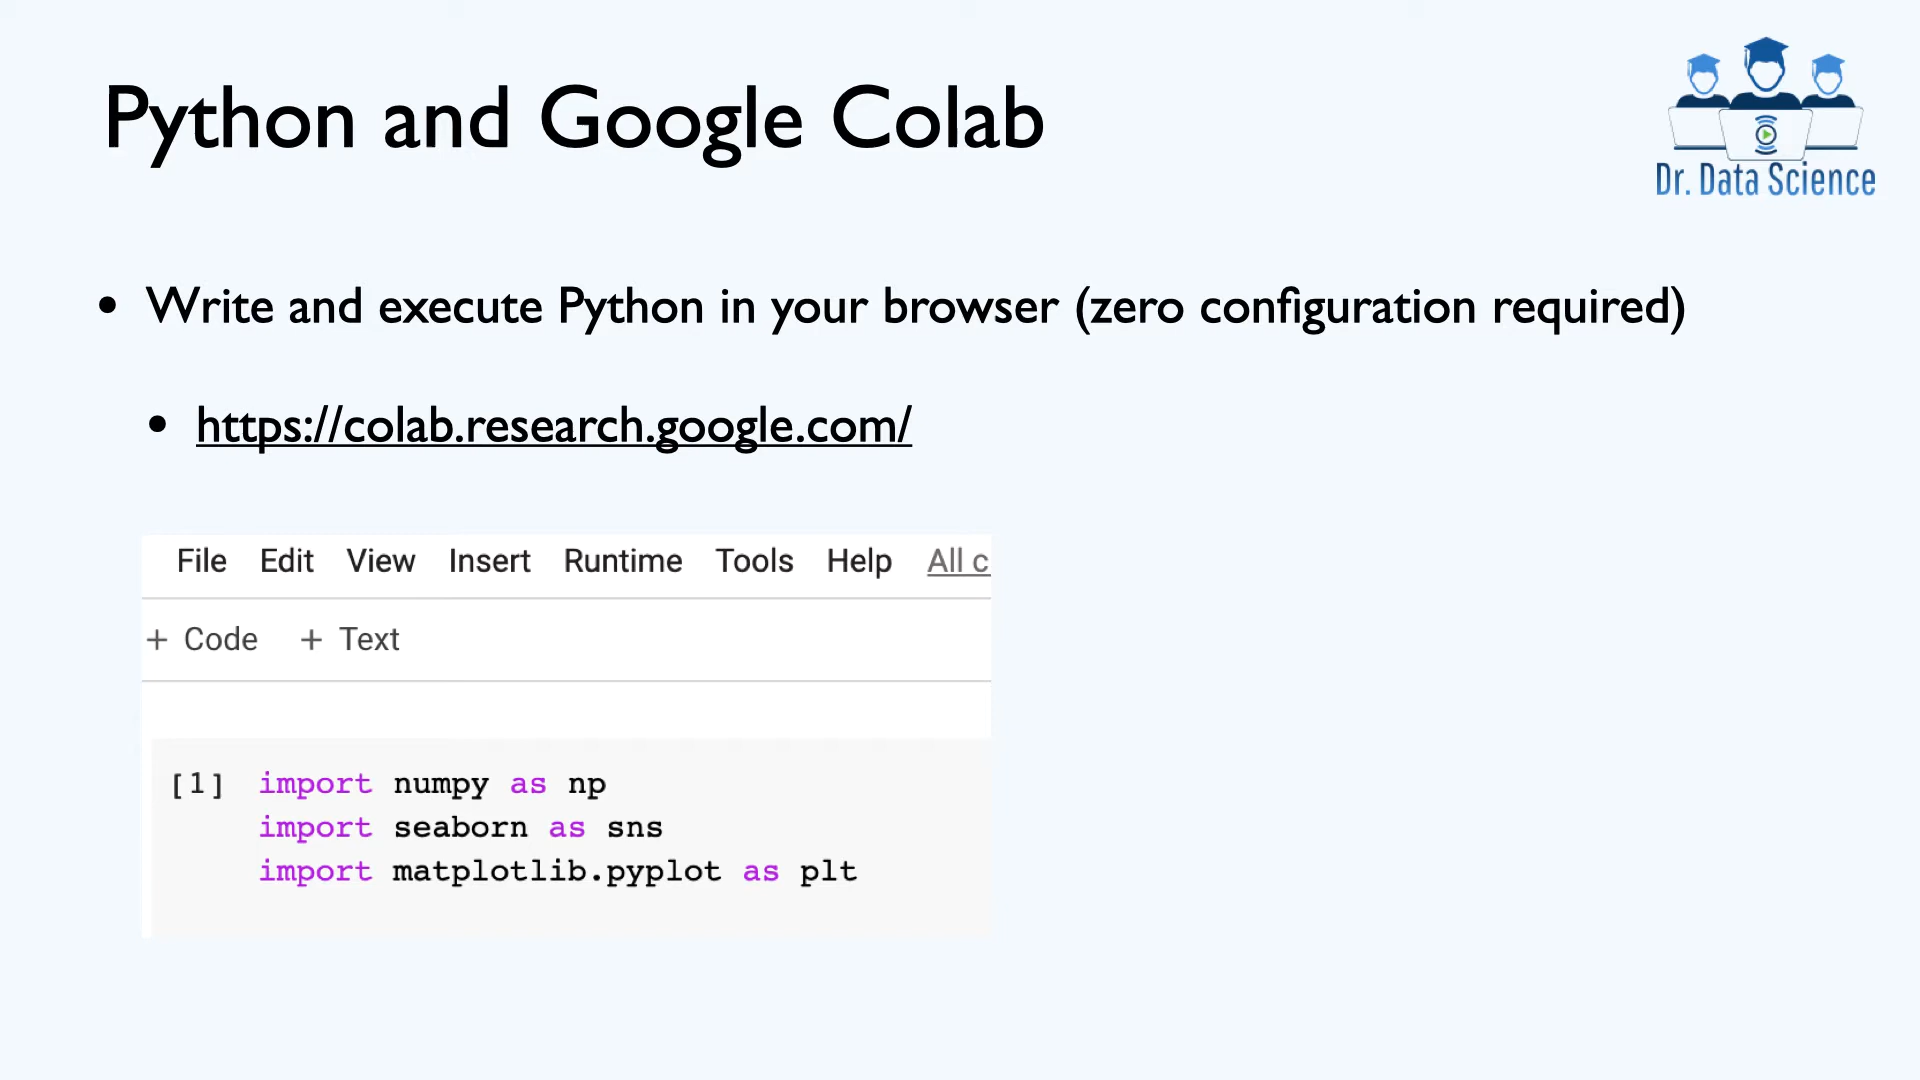 Python and Google Colab
Dr. Data Science
• Write and execute Python in your browser (zero configuration required)
• https://colab.research.google.com/
File Edit View Insert Runtime Tools Help All c
+ Code + Text
[1] import numpy as np
import seaborn as sns
import matplotlib.pyplot as plt